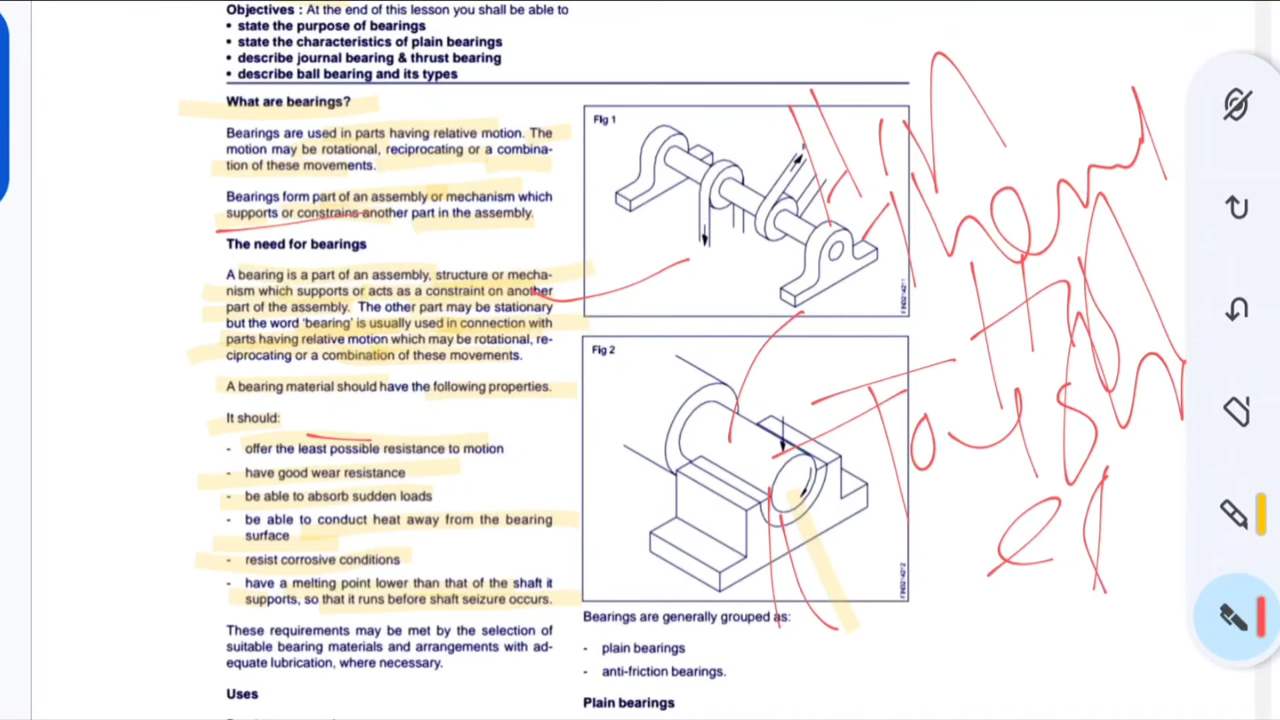 Objectives : At the end of this lesson you shall be able to
• state the purpose of bearings
• state the characteristics of plain bearings
• describe journal bearing & thrust bearing
• describe ball bearing and its types
What are bearings?
Bearings are used in parts having relative motion. The
motion may be rotational, reciprocating or a combina-
tion of these movements.
Bearings form part of an assembly or mechanism which
supports or constrains another part in the assembly.
The need for bearings
A bearing is a part of an assembly, structure or mecha-
nism which supports or acts as a constraint on another
part of the assembly. The other part may be stationary
but the word 'bearing' is usually used in connection with
parts having relative motion which may be rotational, re-
ciprocating or a combination of these movements.
A bearing material should have the following properties.
It should:
- offer the least possible resistance to motion
- have good wear resistance
- be able to absorb sudden loads
- be able to conduct heat away from the bearing
surface
- resist corrosive conditions
- have a melting point lower than that of the shaft it
supports, so that it runs before shaft seizure occurs.
These requirements may be met by the selection of
suitable bearing materials and arrangements with ad-
equate lubrication, where necessary.
Uses
Fig 1
Fig 2
Bearings are generally grouped as:
- plain bearings
- anti-friction bearings.
Plain bearings